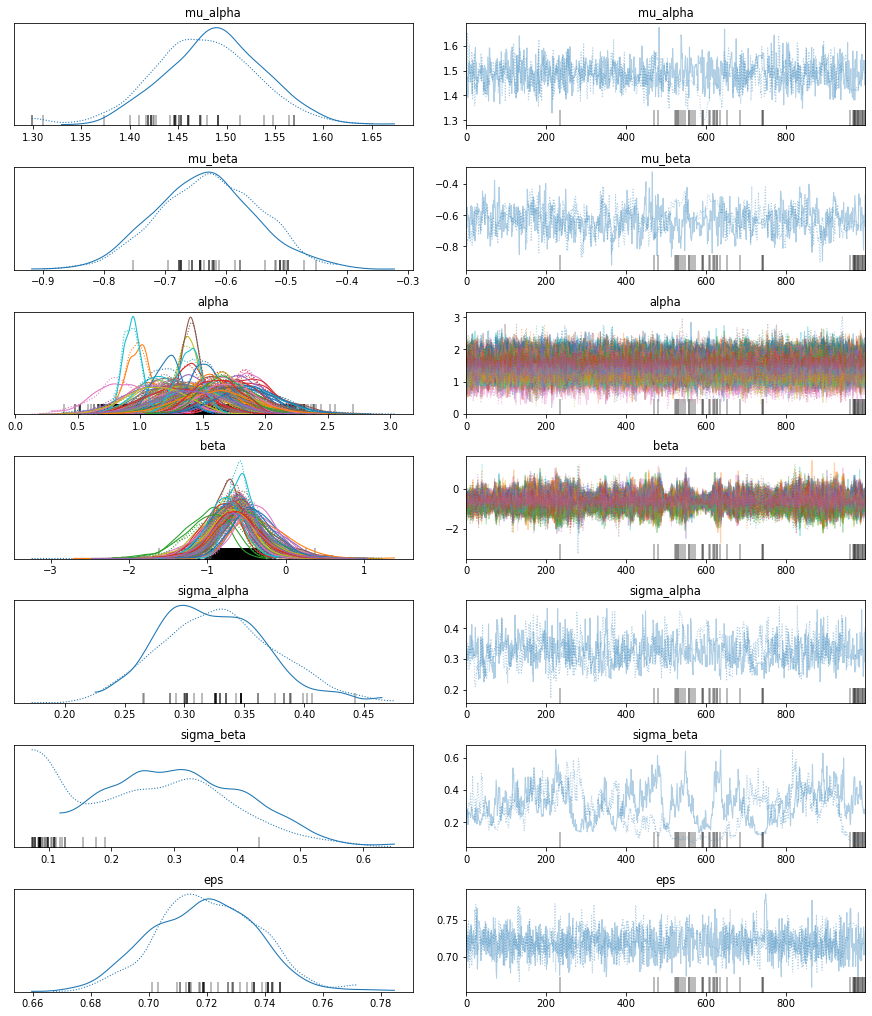 mu_alpha
mu_alpha
1.30 1.35 1.40 1.45 1.50 1.55 1.60 1.65
1.6
1.5
1.4
1.3
0 200 400 600 800
mu_beta
mu_beta
−0.9 −0.8 −0.7 −0.6 −0.5 −0.4 −0.3
−0.4
−0.6
−0.8
0 200 400 600 800
alpha
alpha
0.0 0.5 1.0 1.5 2.0 2.5 3.0
3
2
1
0
0 200 400 600 800
beta
beta
−3 −2 −1 0 1
0
−2
0 200 400 600 800
sigma_alpha
sigma_alpha
0.20 0.25 0.30 0.35 0.40 0.45
0.4
0.3
0.2
0 200 400 600 800
sigma_beta
sigma_beta
0.1 0.2 0.3 0.4 0.5 0.6
0.6
0.4
0.2
0 200 400 600 800
eps
eps
0.66 0.68 0.70 0.72 0.74 0.76 0.78
0.75
0.70
0 200 400 600 800